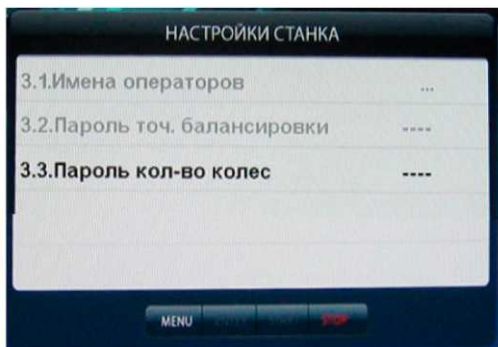 НАСТРОЙКИ СТАНКА
3.1.Имена операторов ...
3.2.Пароль точ. балансировки ----
3.3.Пароль кол-во колес ----
MENU STOP